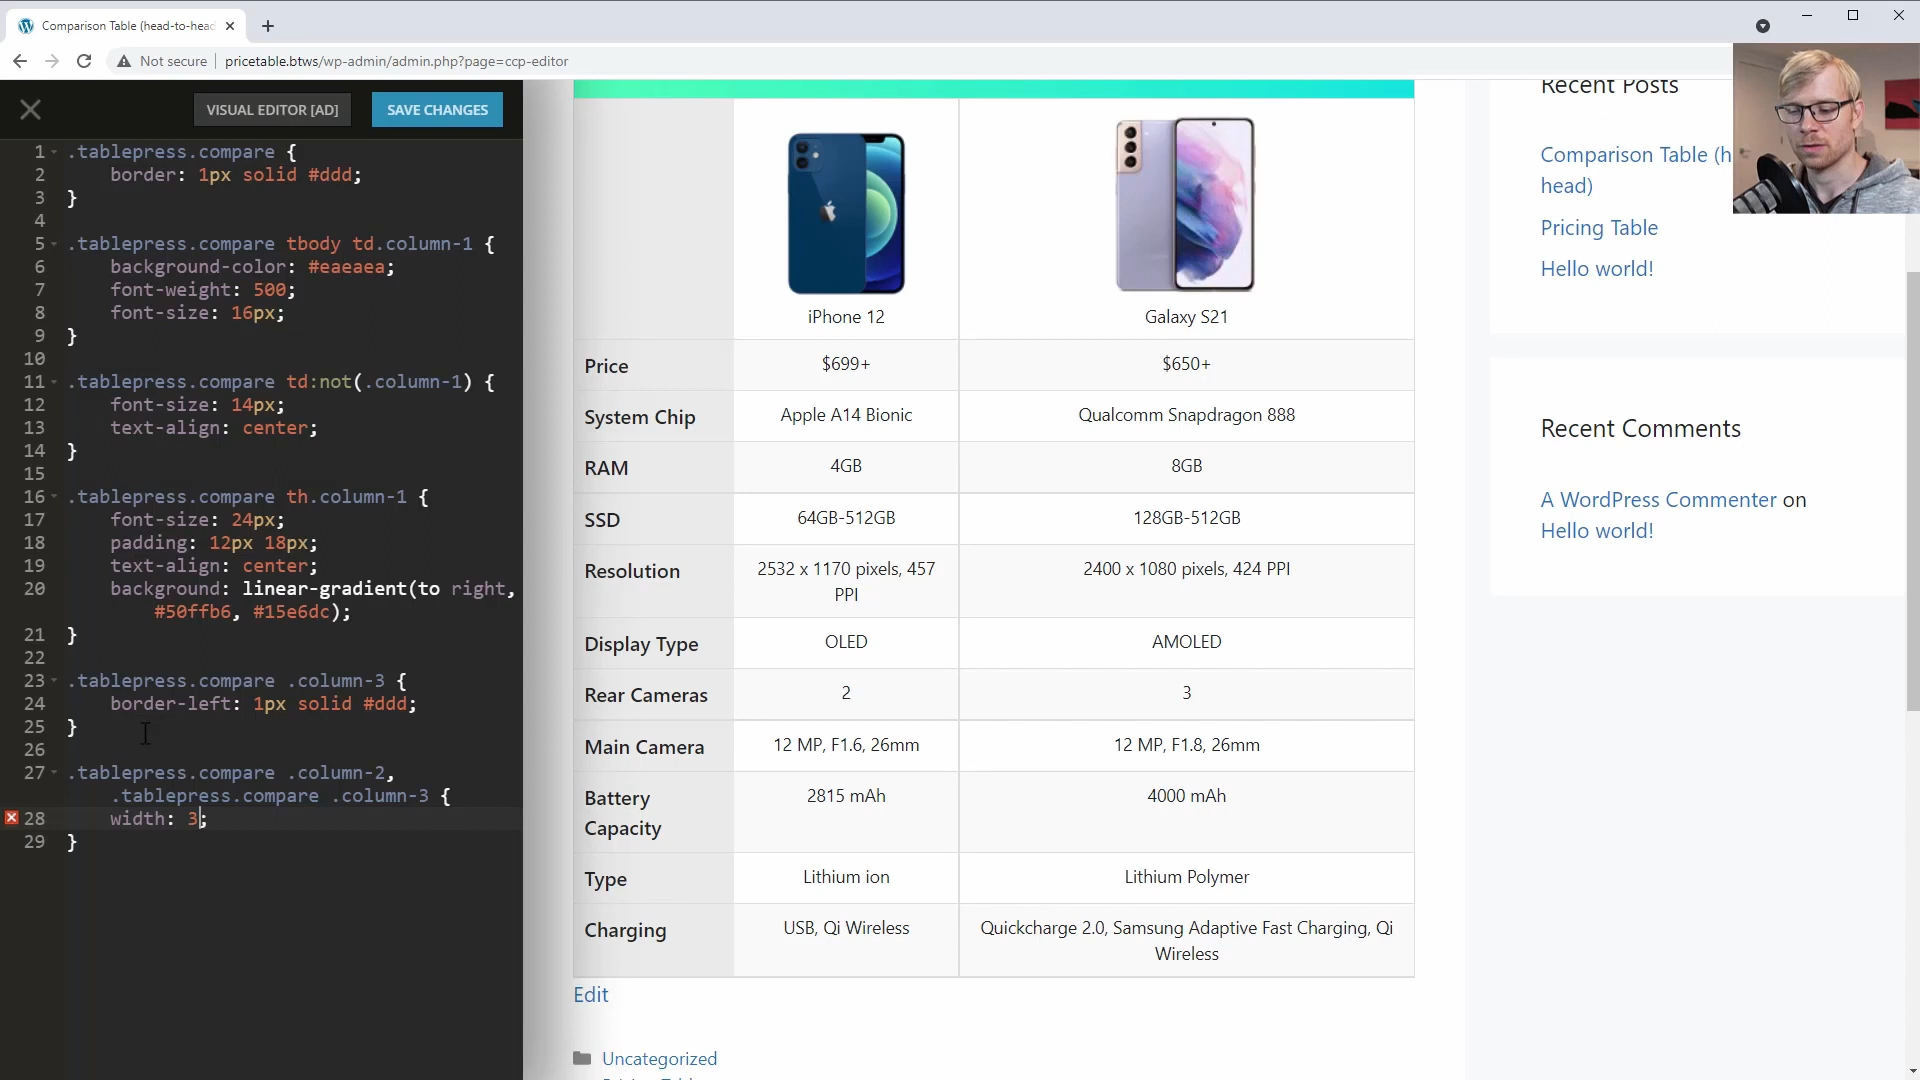 Comparison Table (head-to-head
Not secure
pricetable.btws/wp-admin/admin.php?page=ccp-editor
VISUAL EDITOR [AD]
SAVE CHANGES
1 .tablepress.compare {
2 border: 1px solid #ddd;
3 }
4
5 .tablepress.compare tbody td.column-1 {
6 background-color: #eaeaea;
7 font-weight: 500;
8 font-size: 16px;
9 }
10
11 .tablepress.compare td:not(.column-1) {
12 font-size: 14px;
13 text-align: center;
14 }
15
16 .tablepress.compare th.column-1 {
17 font-size: 24px;
18 padding: 12px 18px;
19 text-align: center;
20 background: linear-gradient(to right,
#50ffb6, #15e6dc);
21 }
22
23 .tablepress.compare .column-3 {
24 border-left: 1px solid #ddd;
25 }
26
27 .tablepress.compare .column-2,
.tablepress.compare .column-3 {
28 width: 3;
29 }
iPhone 12 Galaxy S21
Price $699+ $650+
System Chip Apple A14 Bionic Qualcomm Snapdragon 888
RAM 4GB 8GB
SSD 64GB-512GB 128GB-512GB
Resolution 2532 x 1170 pixels, 457 2400 x 1080 pixels, 424 PPI
PPI
Display Type OLED AMOLED
Rear Cameras 2 3
Main Camera 12 MP, F1.6, 26mm 12 MP, F1.8, 26mm
Battery 2815 mAh 4000 mAh
Capacity
Type Lithium ion Lithium Polymer
Charging USB, Qi Wireless Quickcharge 2.0, Samsung Adaptive Fast Charging, Qi
Wireless
Edit
Uncategorized
Recent Posts
Comparison Table (h
head)
Pricing Table
Hello world!
Recent Comments
A WordPress Commenter on
Hello world!